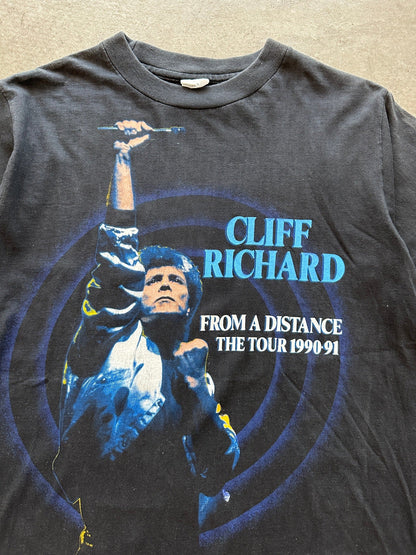 CLIFF
RICHARD
FROM A DISTANCE
THE TOUR 1990-91